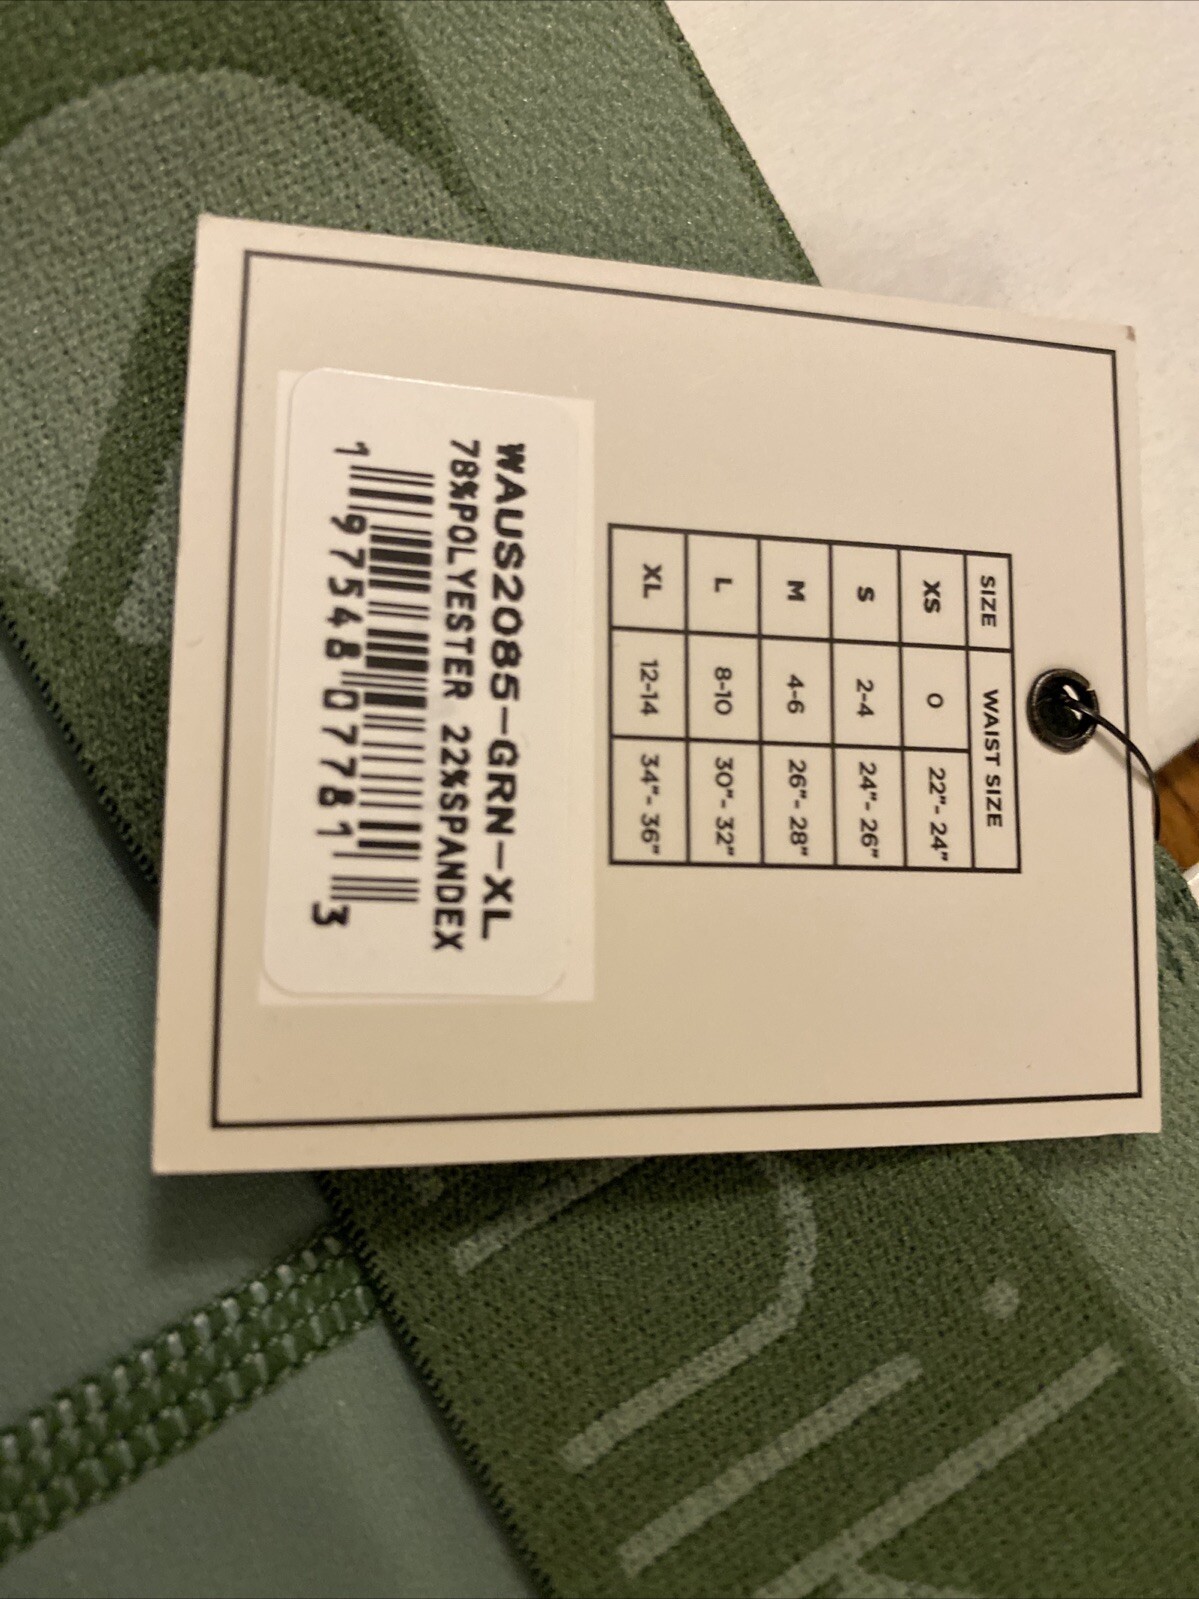 SIZE WAIST SIZE
XS 0 22"- 24"
S 2-4 24"- 26"
M 4-6 26"- 28"
L 8-10 30"- 32"
XL 12-14 34"- 36"
WAUS2085-GRN-XL
78%POLYESTER 22%SPANDEX
1 97548 07781 3